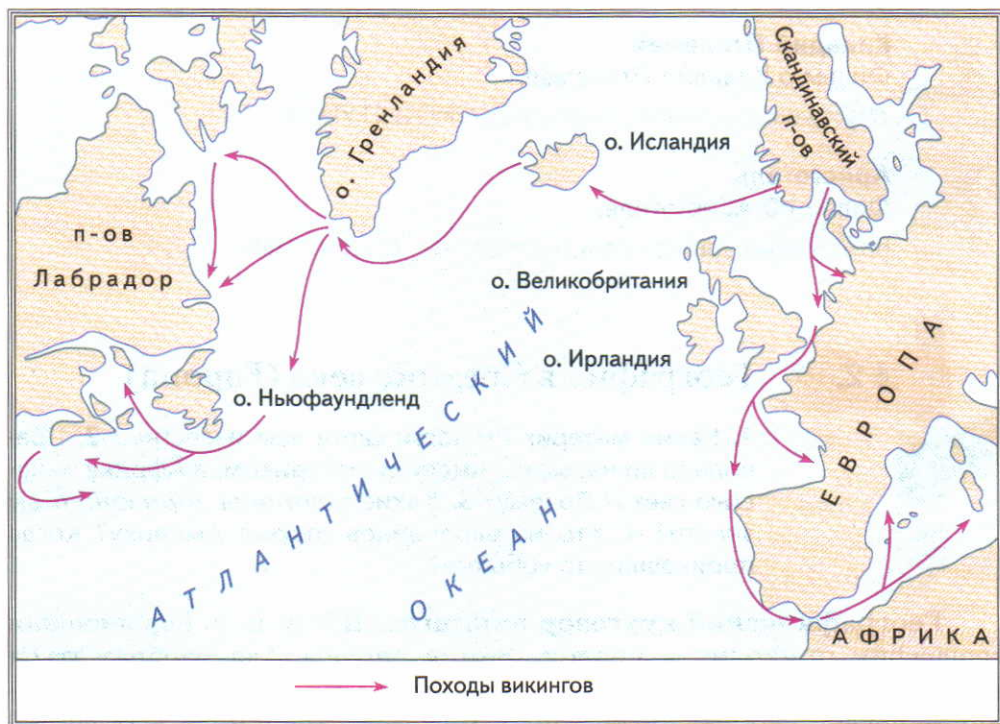 о. Гренландия
Скандинавский
п-ов
о. Исландия
п-ов
Лабрадор
о. Великобритания
о. Ирландия
ЕВРОПА
о. Ньюфаундленд
АТЛАНТИЧЕСКИЙ
ОКЕАН
АФРИКА
Походы викингов